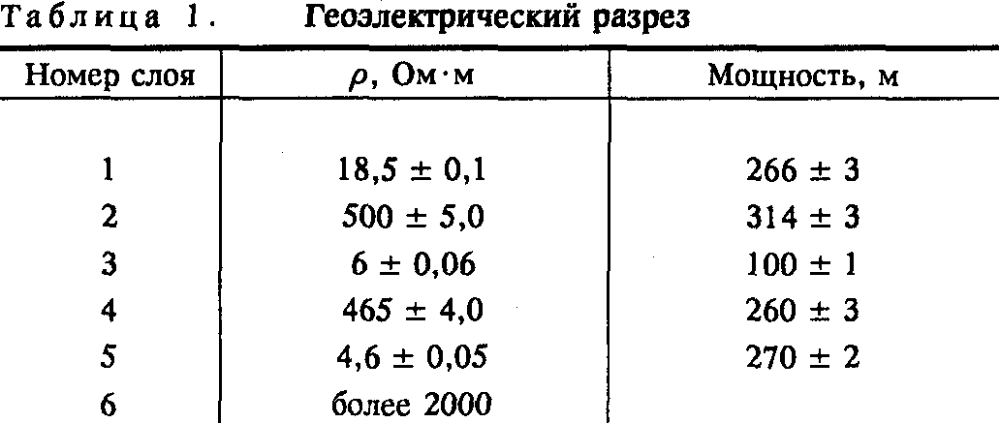 Таблица 1. Геоэлектрический разрез
Номер слоя ρ, Ом·м Мощность, м
1 18,5 ± 0,1 266 ± 3
2 500 ± 5,0 314 ± 3
3 6 ± 0,06 100 ± 1
4 465 ± 4,0 260 ± 3
5 4,6 ± 0,05 270 ± 2
6 более 2000